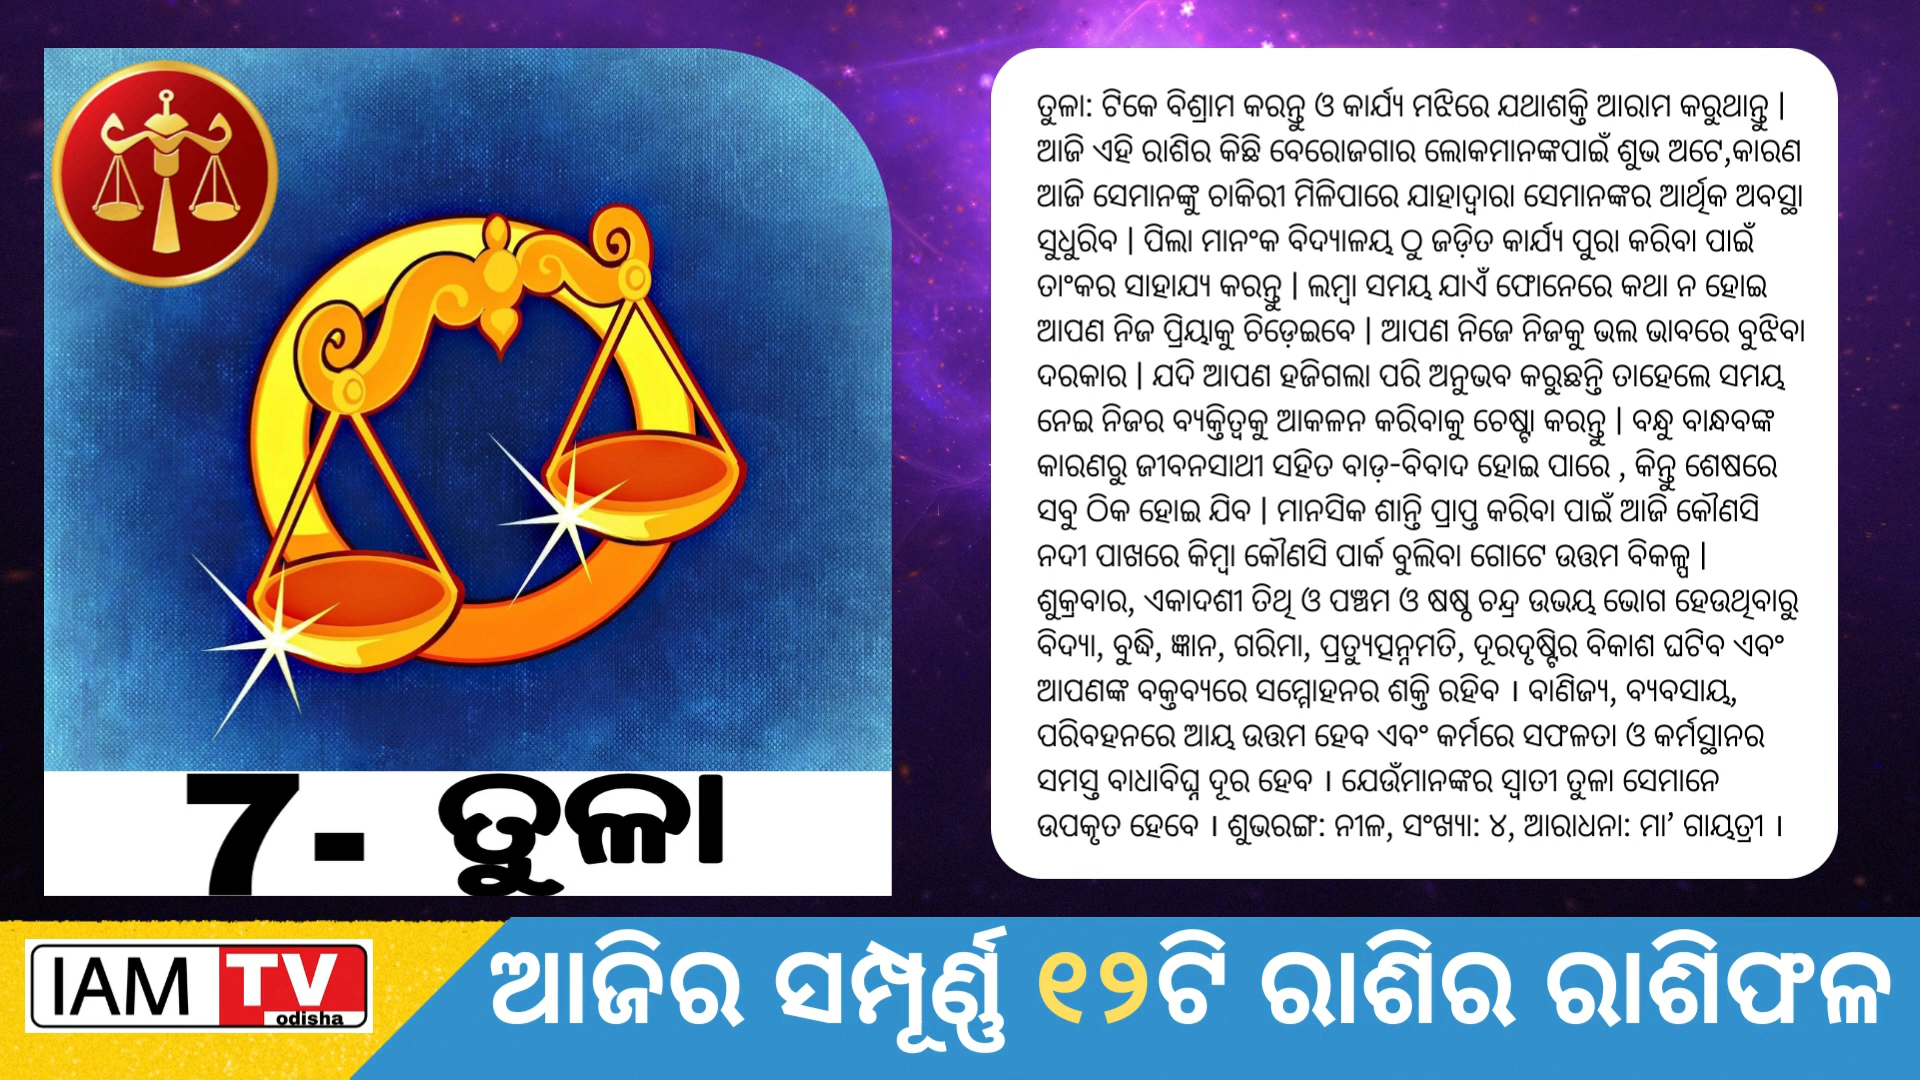 7- ତୁଳା
ତୁଳା: ଟିକେ ବିଶ୍ରାମ କରନ୍ତୁ ଓ କାର୍ଯ୍ୟ ମଝିରେ ଯଥାଶକ୍ତି ଆରାମ କରୁଥାନ୍ତୁ |
ଆଜି ଏହି ରାଶିର କିଛି ବେରୋଜଗାର ଲୋକମାନଙ୍କପାଇଁ ଶୁଭ ଅଟେ,କାରଣ
ଆଜି ସେମାନଙ୍କୁ ଚାକିରୀ ମିଳିପାରେ ଯାହାଦ୍ୱାରା ସେମାନଙ୍କର ଆର୍ଥିକ ଅବସ୍ଥା
ସୁଧୁରିବ | ପିଲା ମାନଂକ ବିଦ୍ୟାଳୟ ଠୁ ଜଡ଼ିତ କାର୍ଯ୍ୟ ପୁରା କରିବା ପାଇଁ
ତାଂକର ସାହାଯ୍ୟ କରନ୍ତୁ | ଲମ୍ବା ସମୟ ଯାଏଁ ଫୋନେରେ କଥା ନ ହୋଇ
ଆପଣ ନିଜ ପ୍ରିୟାକୁ ଚିଡ଼େଇବେ | ଆପଣ ନିଜେ ନିଜକୁ ଭଲ ଭାବରେ ବୁଝିବା
ଦରକାର | ଯଦି ଆପଣ ହଜିଗଲା ପରି ଅନୁଭବ କରୁଛନ୍ତି ତାହେଲେ ସମୟ
ନେଇ ନିଜର ବ୍ୟକ୍ତିତ୍ୱକୁ ଆକଳନ କରିବାକୁ ଚେଷ୍ଟା କରନ୍ତୁ | ବନ୍ଧୁ ବାନ୍ଧବଙ୍କ
କାରଣରୁ ଜୀବନସାଥୀ ସହିତ ବାଡ଼-ବିବାଦ ହୋଇ ପାରେ , କିନ୍ତୁ ଶେଷରେ
ସବୁ ଠିକ ହୋଇ ଯିବ | ମାନସିକ ଶାନ୍ତି ପ୍ରାପ୍ତ କରିବା ପାଇଁ ଆଜି କୌଣସି
ନଦୀ ପାଖରେ କିମ୍ବା କୌଣସି ପାର୍କ ବୁଲିବା ଗୋଟେ ଉତ୍ତମ ବିକଳ୍ପ |
ଶୁକ୍ରବାର, ଏକାଦଶୀ ତିଥି ଓ ପଞ୍ଚମ ଓ ଷଷ୍ଠ ଚନ୍ଦ୍ର ଉଭୟ ଭୋଗ ହେଉଥିବାରୁ
ବିଦ୍ୟା, ବୁଦ୍ଧି, ଜ୍ଞାନ, ଗରିମା, ପ୍ରତ୍ୟୁତ୍ପନ୍ନମତି, ଦୂରଦୃଷ୍ଟିର ବିକାଶ ଘଟିବ ଏବଂ
ଆପଣଙ୍କ ବକ୍ତବ୍ୟରେ ସମ୍ମୋହନର ଶକ୍ତି ରହିବ । ବାଣିଜ୍ୟ, ବ୍ୟବସାୟ,
ପରିବହନରେ ଆୟ ଉତ୍ତମ ହେବ ଏବଂ କର୍ମରେ ସଫଳତା ଓ କର୍ମସ୍ଥାନର
ସମସ୍ତ ବାଧାବିଘ୍ନ ଦୂର ହେବ । ଯେଉଁମାନଙ୍କର ସ୍ୱାତୀ ତୁଳା ସେମାନେ
ଉପକୃତ ହେବେ । ଶୁଭରଙ୍ଗ: ନୀଳ, ସଂଖ୍ୟା: ୪, ଆରାଧନା: ମା’ ଗାୟତ୍ରୀ ।
IAM TV
odisha
ଆଜିର ସମ୍ପୂର୍ଣ୍ଣ ୧୨ଟି ରାଶିର ରାଶିଫଳ